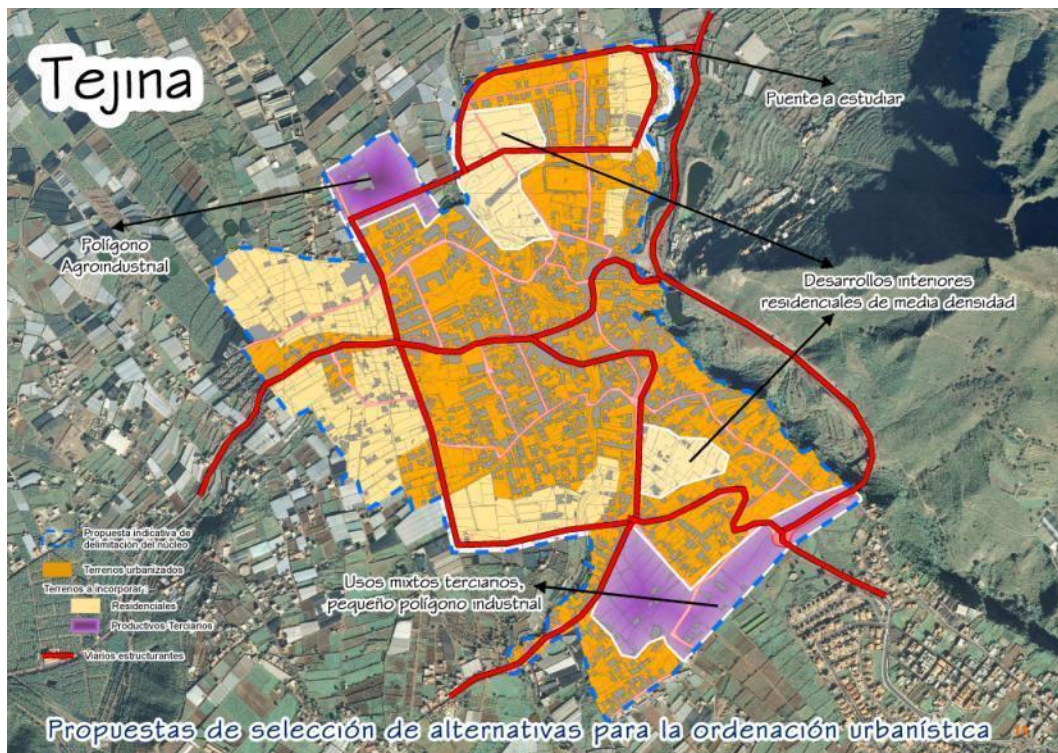 Tejina
Puente a estudiar
Polígono
Agroindustrial
Desarrollos interiores
residenciales de media densidad
Usos mixtos terciarios,
pequeño polígono industrial
Propuesta indicativa de
delimitación del núcleo
Terrenos urbanizados
Terrenos a incorporar:
Residenciales
Productivos Terciarios
Viarios estructurantes
Propuestas de selección de alternativas para la ordenación urbanística